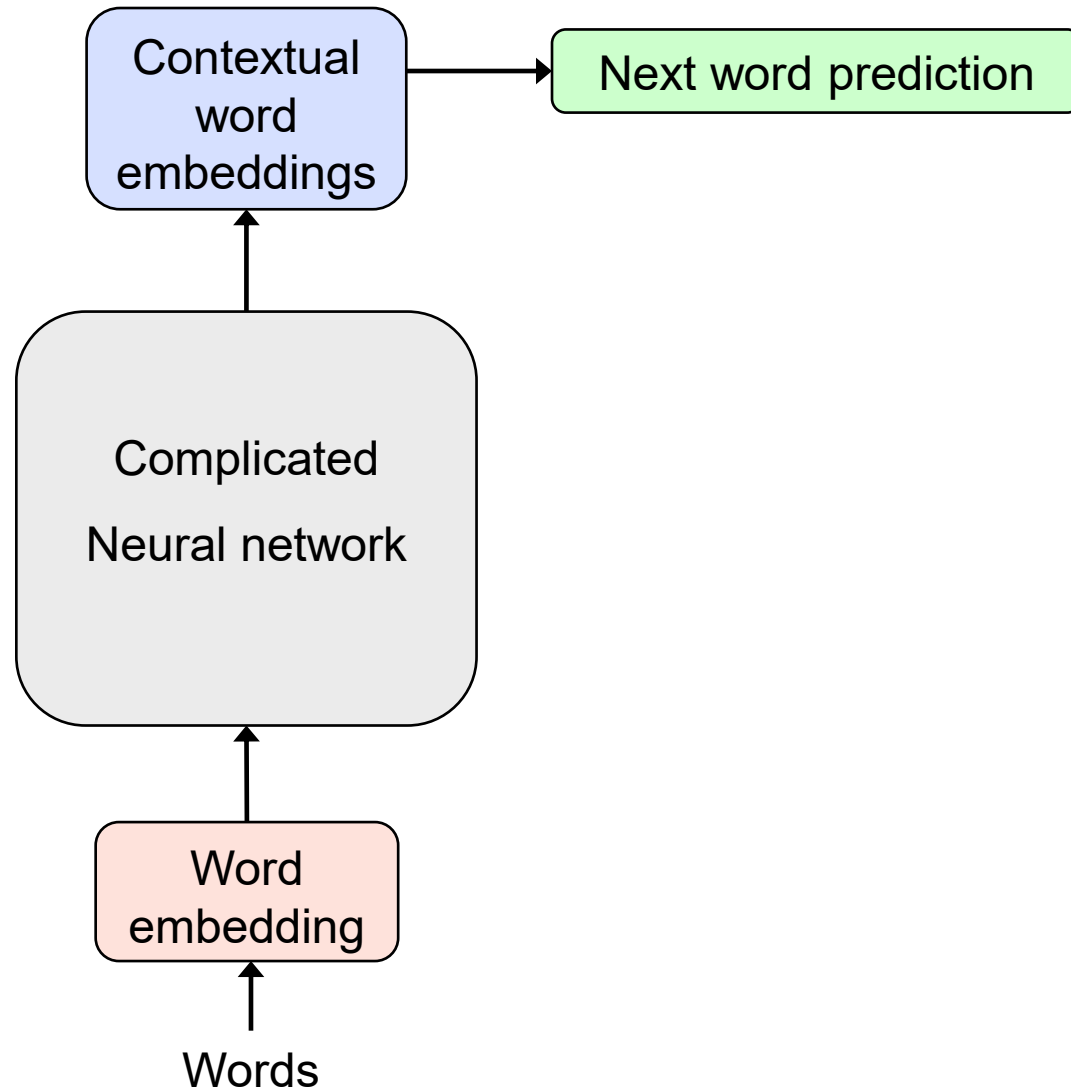 Contextual
word
embeddings
Next word prediction
Complicated
Neural network
Word
embedding
Words